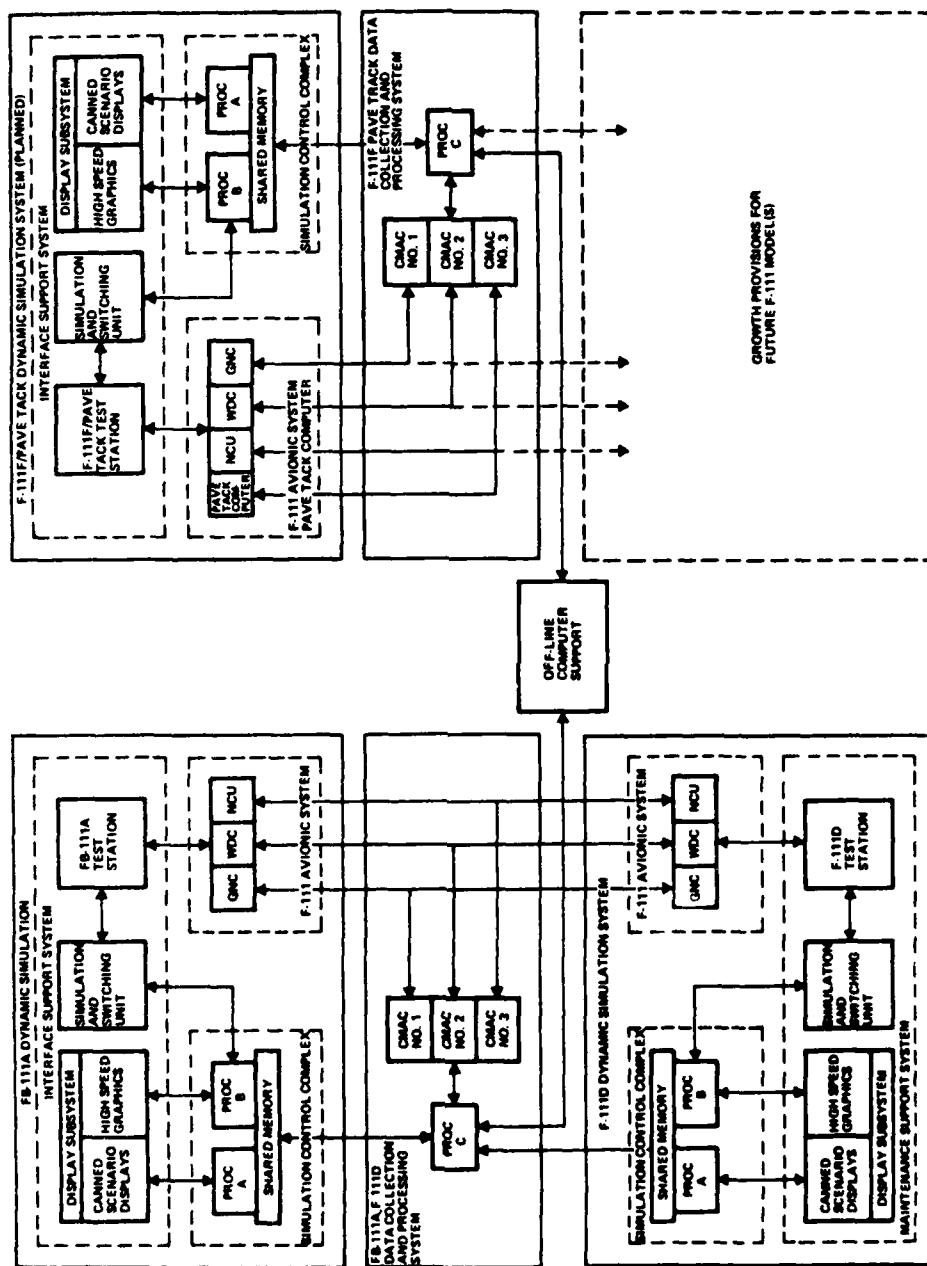 FB-111A DYNAMIC SIMULATION
INTERFACE SUPPORT SYSTEM
DISPLAY SUBSYSTEM
CANNED
SCENARIO
DISPLAYS
HIGH SPEED
GRAPHICS
SIMULATION
AND
SWITCHING
UNIT
FB-111A
TEST
STATION
PROC
A
PROC
B
SHARED MEMORY
SIMULATION CONTROL COMPLEX
GNC
WDC
NCU
F-111 AVIONIC SYSTEM
FB-111A, F 111D
DATA COLLECTION
AND PROCESSING
SYSTEM
PROC
C
CMAC
NO. 1
CMAC
NO. 2
CMAC
NO. 3
F-111D DYNAMIC SIMULATION SYSTEM
SIMULATION CONTROL COMPLEX
SHARED MEMORY
PROC
A
PROC
B
F-111 AVIONIC SYSTEM
GNC
WDC
NCU
CANNED
SCENARIO
DISPLAYS
HIGH SPEED
GRAPHICS
DISPLAY SUBSYSTEM
SIMULATION
AND
SWITCHING
UNIT
F-111D
TEST
STATION
MAINTENANCE SUPPORT SYSTEM
OFF-LINE
COMPUTER
SUPPORT
F-111F/PAVE TACK DYNAMIC SIMULATION SYSTEM (PLANNED)
INTERFACE SUPPORT SYSTEM
F-111F/PAVE
TACK TEST
STATION
SIMULATION
AND
SWITCHING
UNIT
DISPLAY SUBSYSTEM
HIGH SPEED
GRAPHICS
CANNED
SCENARIO
DISPLAYS
PAVE
TACK
COM-
PUTER
NCU
WDC
GNC
F-111 AVIONIC SYSTEM
PAVE TACK COMPUTER
PROC
B
PROC
A
SHARED MEMORY
SIMULATION CONTROL COMPLEX
F-111F PAVE TRACK DATA
COLLECTION AND
PROCESSING SYSTEM
CMAC
NO. 1
CMAC
NO. 2
CMAC
NO. 3
PROC
C
GROWTH PROVISIONS FOR
FUTURE F-111 MODEL(S)